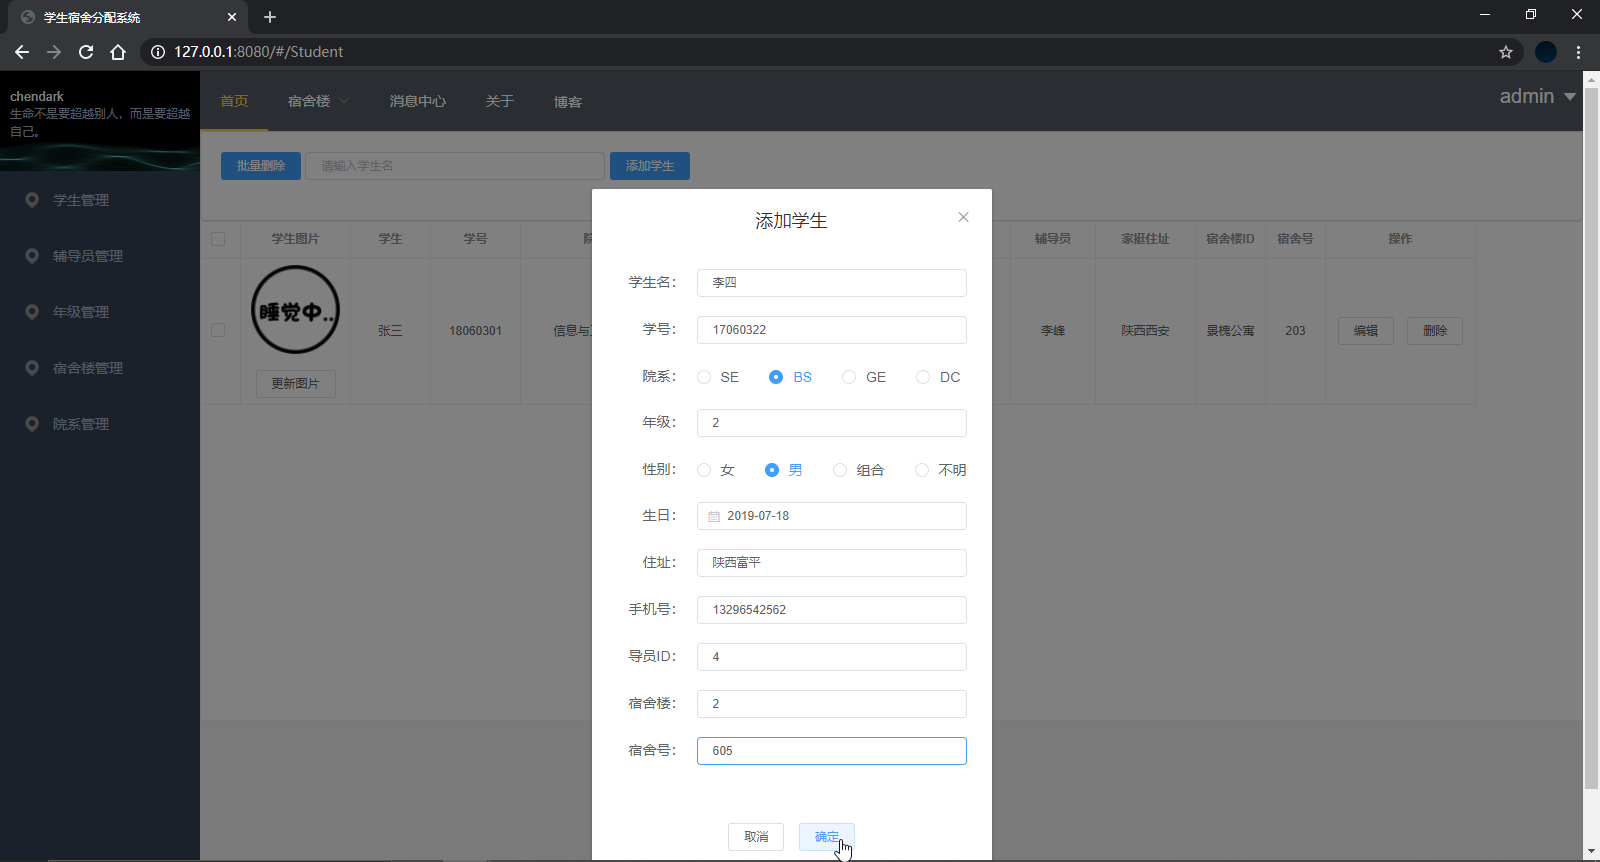 学生宿舍分配系统
127.0.0.1:8080/#/Student
chendark
生命不是要超越别人，而是要超越
自己。
首页
宿舍楼
消息中心
关于
博客
admin
学生管理
辅导员管理
年级管理
宿舍楼管理
院系管理
批量删除
请输入学生名
添加学生
学生图片
学生
学号
辅导员
家挺住址
宿舍楼ID
宿舍号
操作
睡觉中..
更新图片
张三
18060301
信息与
李峰
陕西西安
景槐公寓
203
编辑
删除
添加学生
学生名：
李四
学号：
17060322
院系：
SE
BS
GE
DC
年级：
2
性别：
女
男
组合
不明
生日：
2019-07-18
住址：
陕西富平
手机号：
13296542562
导员ID：
4
宿舍楼：
2
宿舍号：
605
取消
确定